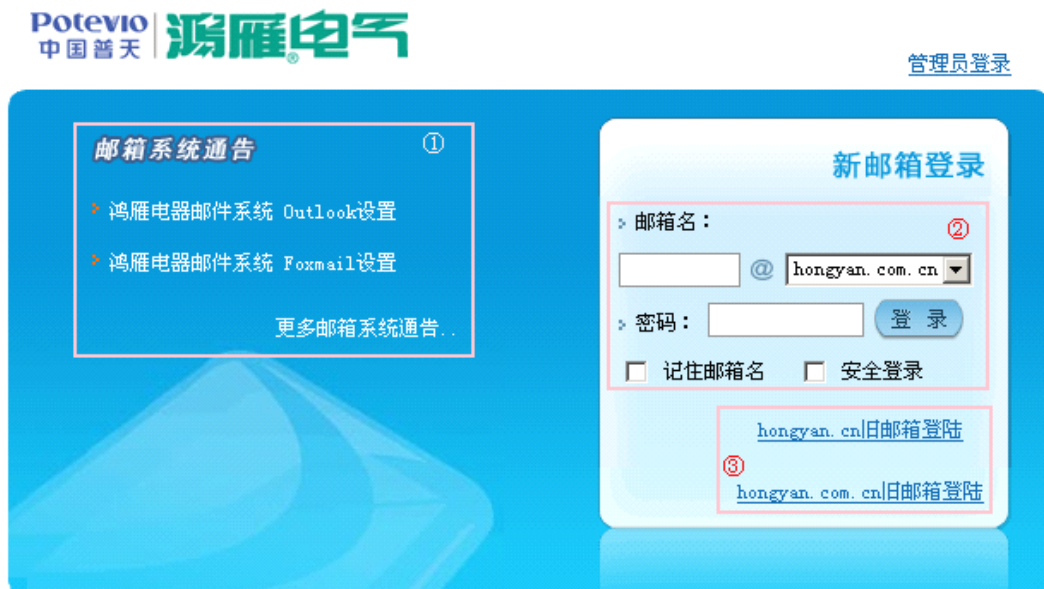 Potevio
中国普天
鸿雁电气
®
管理员登录
邮箱系统通告 ①
鸿雁电器邮件系统 Outlook设置
鸿雁电器邮件系统 Foxmail设置
更多邮箱系统通告..
新邮箱登录
邮箱名：
②
@ hongyan.com.cn
密码： 登 录
记住邮箱名 安全登录
hongyan.cn旧邮箱登陆
③
hongyan.com.cn旧邮箱登陆